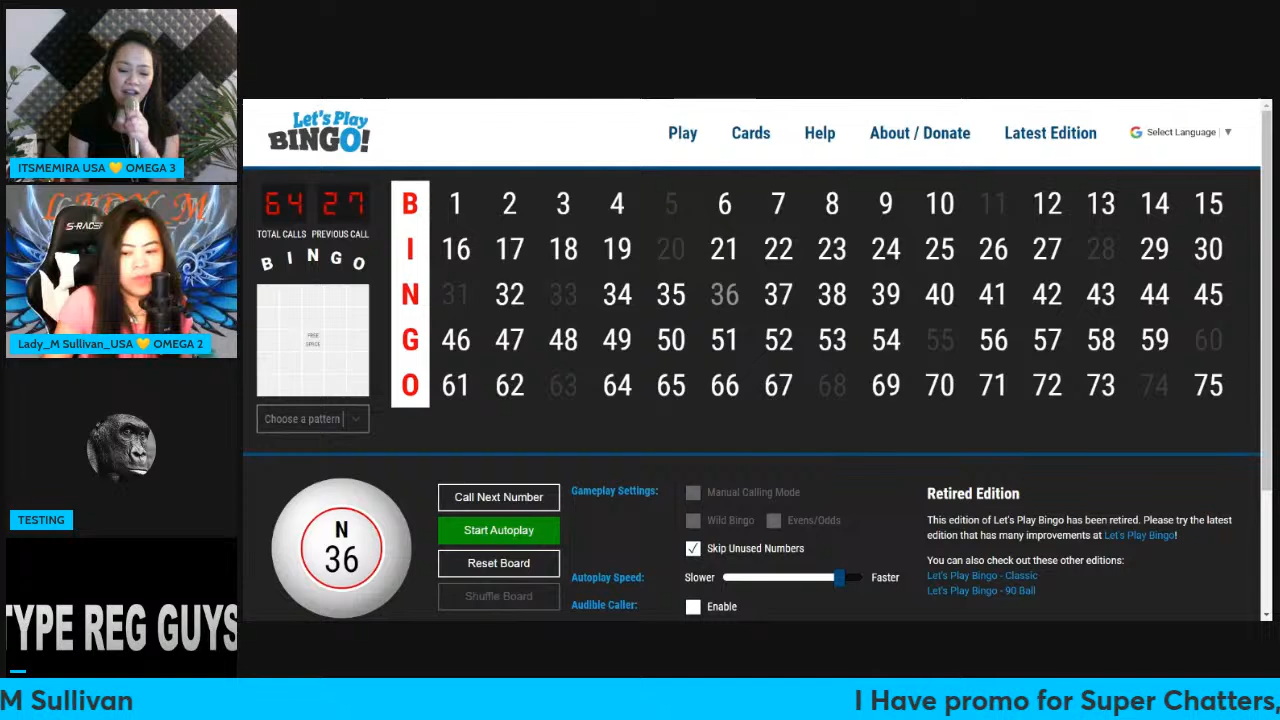 LADY M
S-RACER
ITSMEMIRA USA 💛 OMEGA 3
Lady_M Sullivan_USA 💛 OMEGA 2
TESTING
TYPE REG GUYS
Let's Play
BINGO!
Play Cards Help About / Donate Latest Edition Select Language ▼
64 27
TOTAL CALLS PREVIOUS CALL
B I N G O
FREE
SPACE
Choose a pattern
B 1 2 3 4 5 6 7 8 9 10 11 12 13 14 15
I 16 17 18 19 20 21 22 23 24 25 26 27 28 29 30
N 31 32 33 34 35 36 37 38 39 40 41 42 43 44 45
G 46 47 48 49 50 51 52 53 54 55 56 57 58 59 60
O 61 62 63 64 65 66 67 68 69 70 71 72 73 74 75
N
36
Call Next Number
Start Autoplay
Reset Board
Shuffle Board
Gameplay Settings:
Manual Calling Mode
Wild Bingo Evens/Odds
Skip Unused Numbers
Autoplay Speed: Slower Faster
Audible Caller: Enable
Retired Edition
This edition of Let's Play Bingo has been retired. Please try the latest
edition that has many improvements at Let's Play Bingo!
You can also check out these other editions:
Let's Play Bingo - Classic
Let's Play Bingo - 90 Ball
M Sullivan I Have promo for Super Chatters,